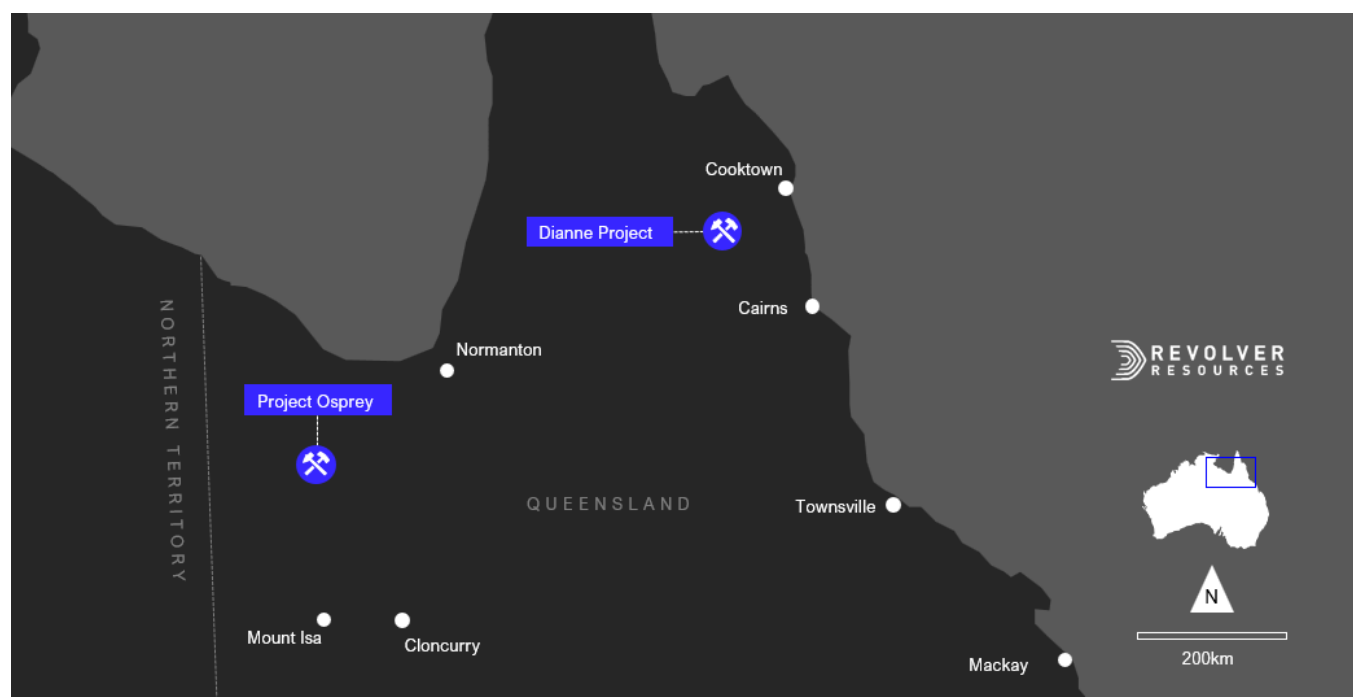 Cooktown
Dianne Project
Cairns
NORTHERN TERRITORY
Normanton
REVOLVER
RESOURCES
Project Osprey
QUEENSLAND
Townsville
N
Mount Isa
Cloncurry
200km
Mackay